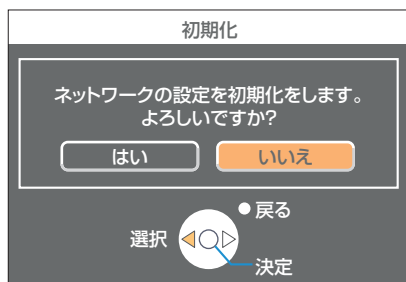 初期化
ネットワークの設定を初期化をします。
よろしいですか?
はい
いいえ
戻る
選択
決定